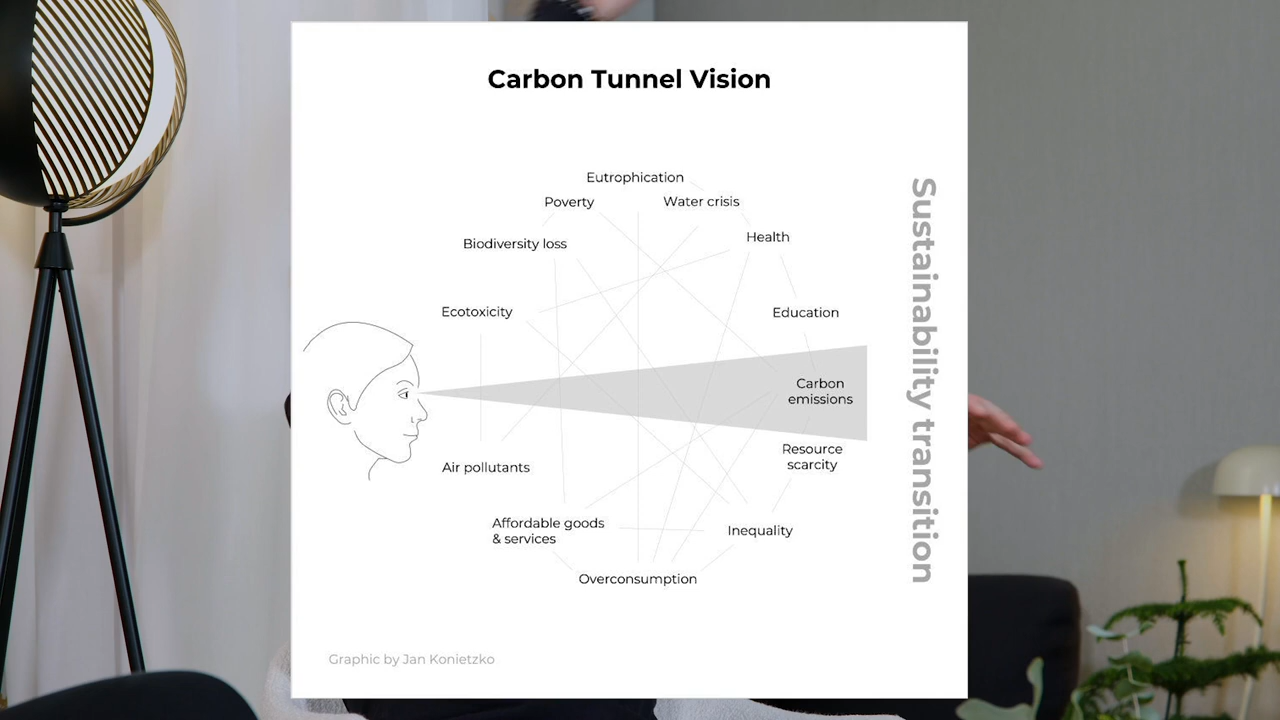 Carbon Tunnel Vision
Eutrophication
Poverty
Water crisis
Health
Biodiversity loss
Ecotoxicity
Education
Carbon
emissions
Resource
scarcity
Air pollutants
Affordable goods
& services
Inequality
Overconsumption
Sustainability transition
Graphic by Jan Konietzko